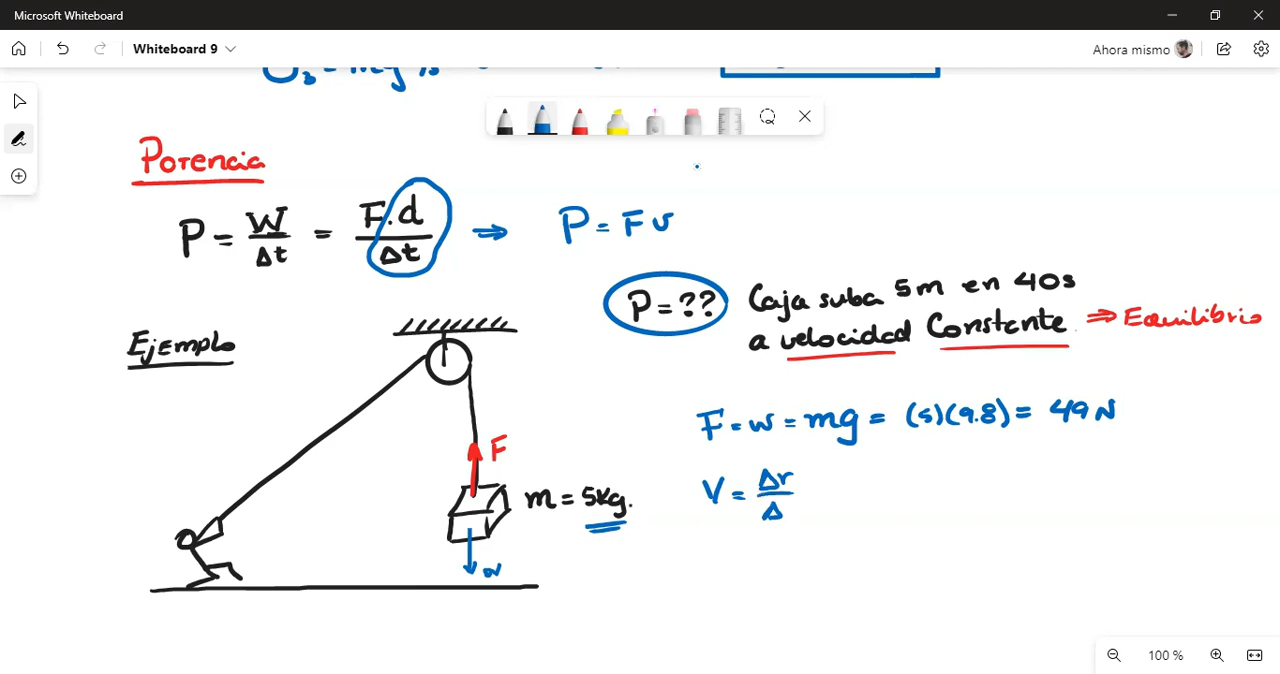 Microsoft Whiteboard
Whiteboard 9
Ahora mismo
Potencia
P = W/Δt = F.d/Δt ⇒ P = Fv
P = ?? Caja suba 5m en 40s
a velocidad Constante. ⇒ Equilibrio
Ejemplo
F = w = mg = (5)(9.8) = 49 N
F
V = Δr/Δ
m = 5kg.
w
100 %